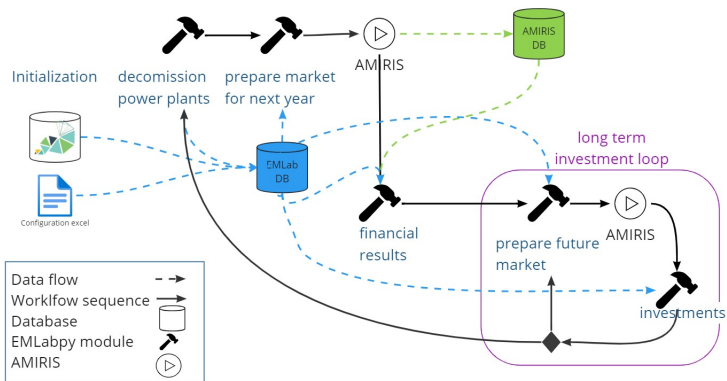 AMIRIS
DB
AMIRIS
Initialization
decomission
power plants
prepare market
for next year
long term
investment loop
EMLab
DB
Configuration excel
financial
results
prepare future
market
AMIRIS
investments
Data flow
Worklfow sequence
Database
EMLabpy module
AMIRIS